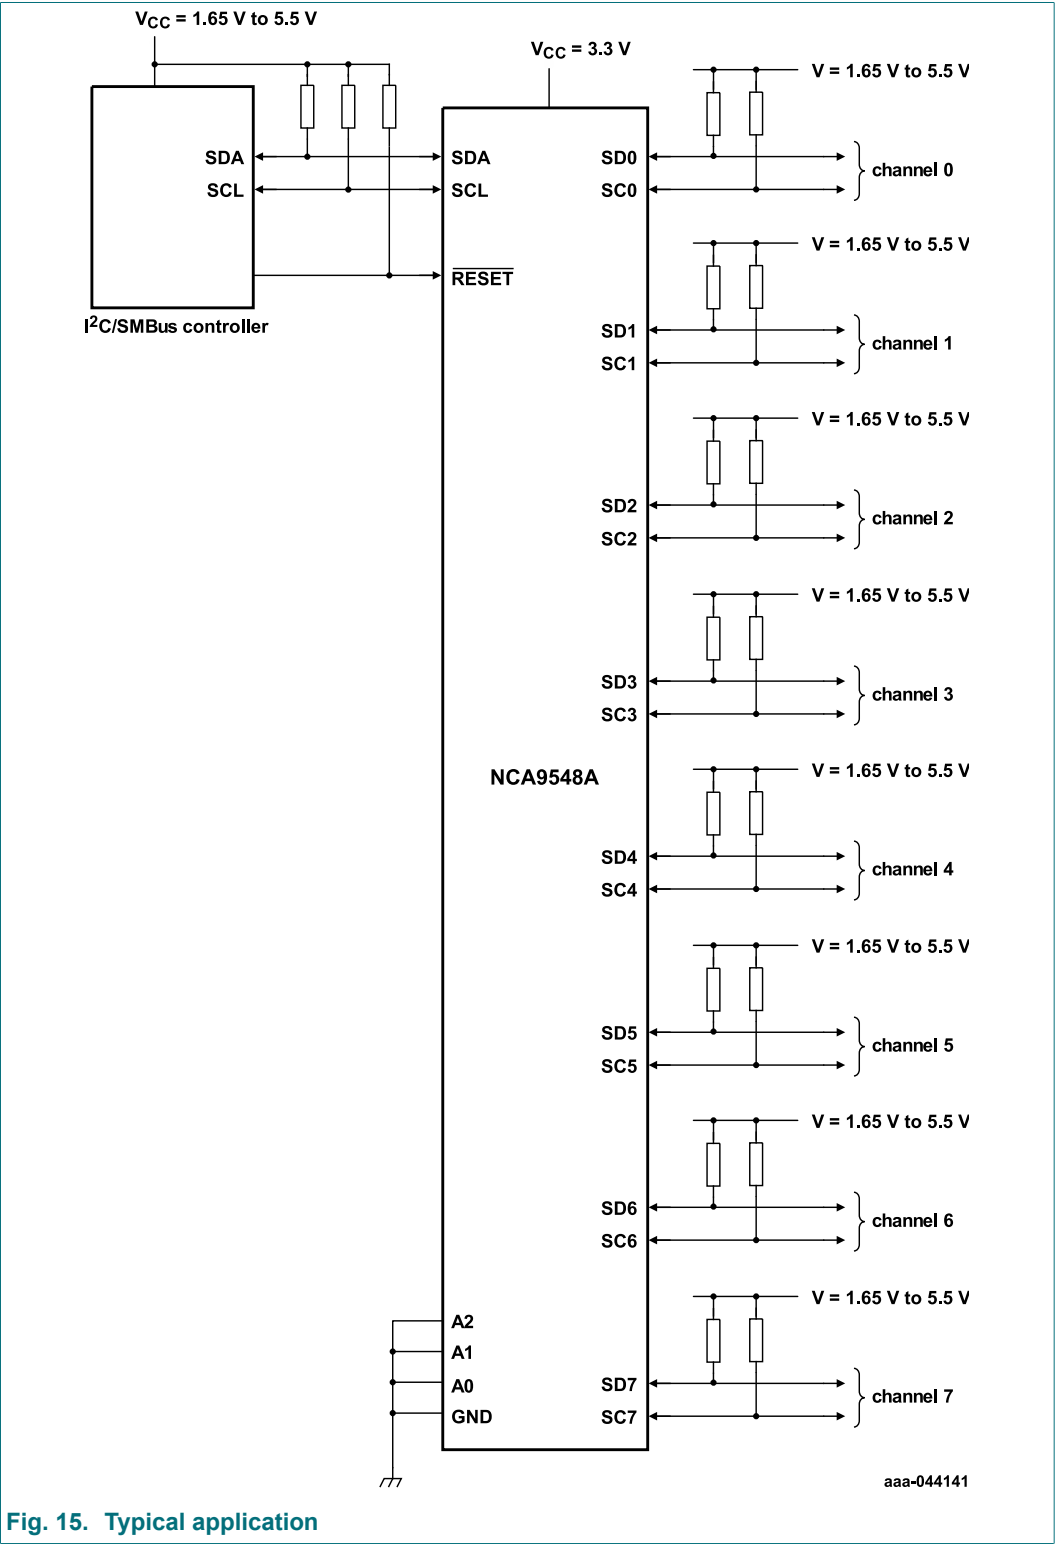 VCC = 1.65 V to 5.5 V
VCC = 3.3 V
V = 1.65 V to 5.5 V
SDA
SCL
I2C/SMBus controller
SDA
SCL
RESET
SD0
SC0
channel 0
V = 1.65 V to 5.5 V
SD1
SC1
channel 1
V = 1.65 V to 5.5 V
SD2
SC2
channel 2
V = 1.65 V to 5.5 V
SD3
SC3
channel 3
NCA9548A
V = 1.65 V to 5.5 V
SD4
SC4
channel 4
V = 1.65 V to 5.5 V
SD5
SC5
channel 5
V = 1.65 V to 5.5 V
SD6
SC6
channel 6
V = 1.65 V to 5.5 V
A2
A1
A0
GND
SD7
SC7
channel 7
aaa-044141
Fig. 15. Typical application